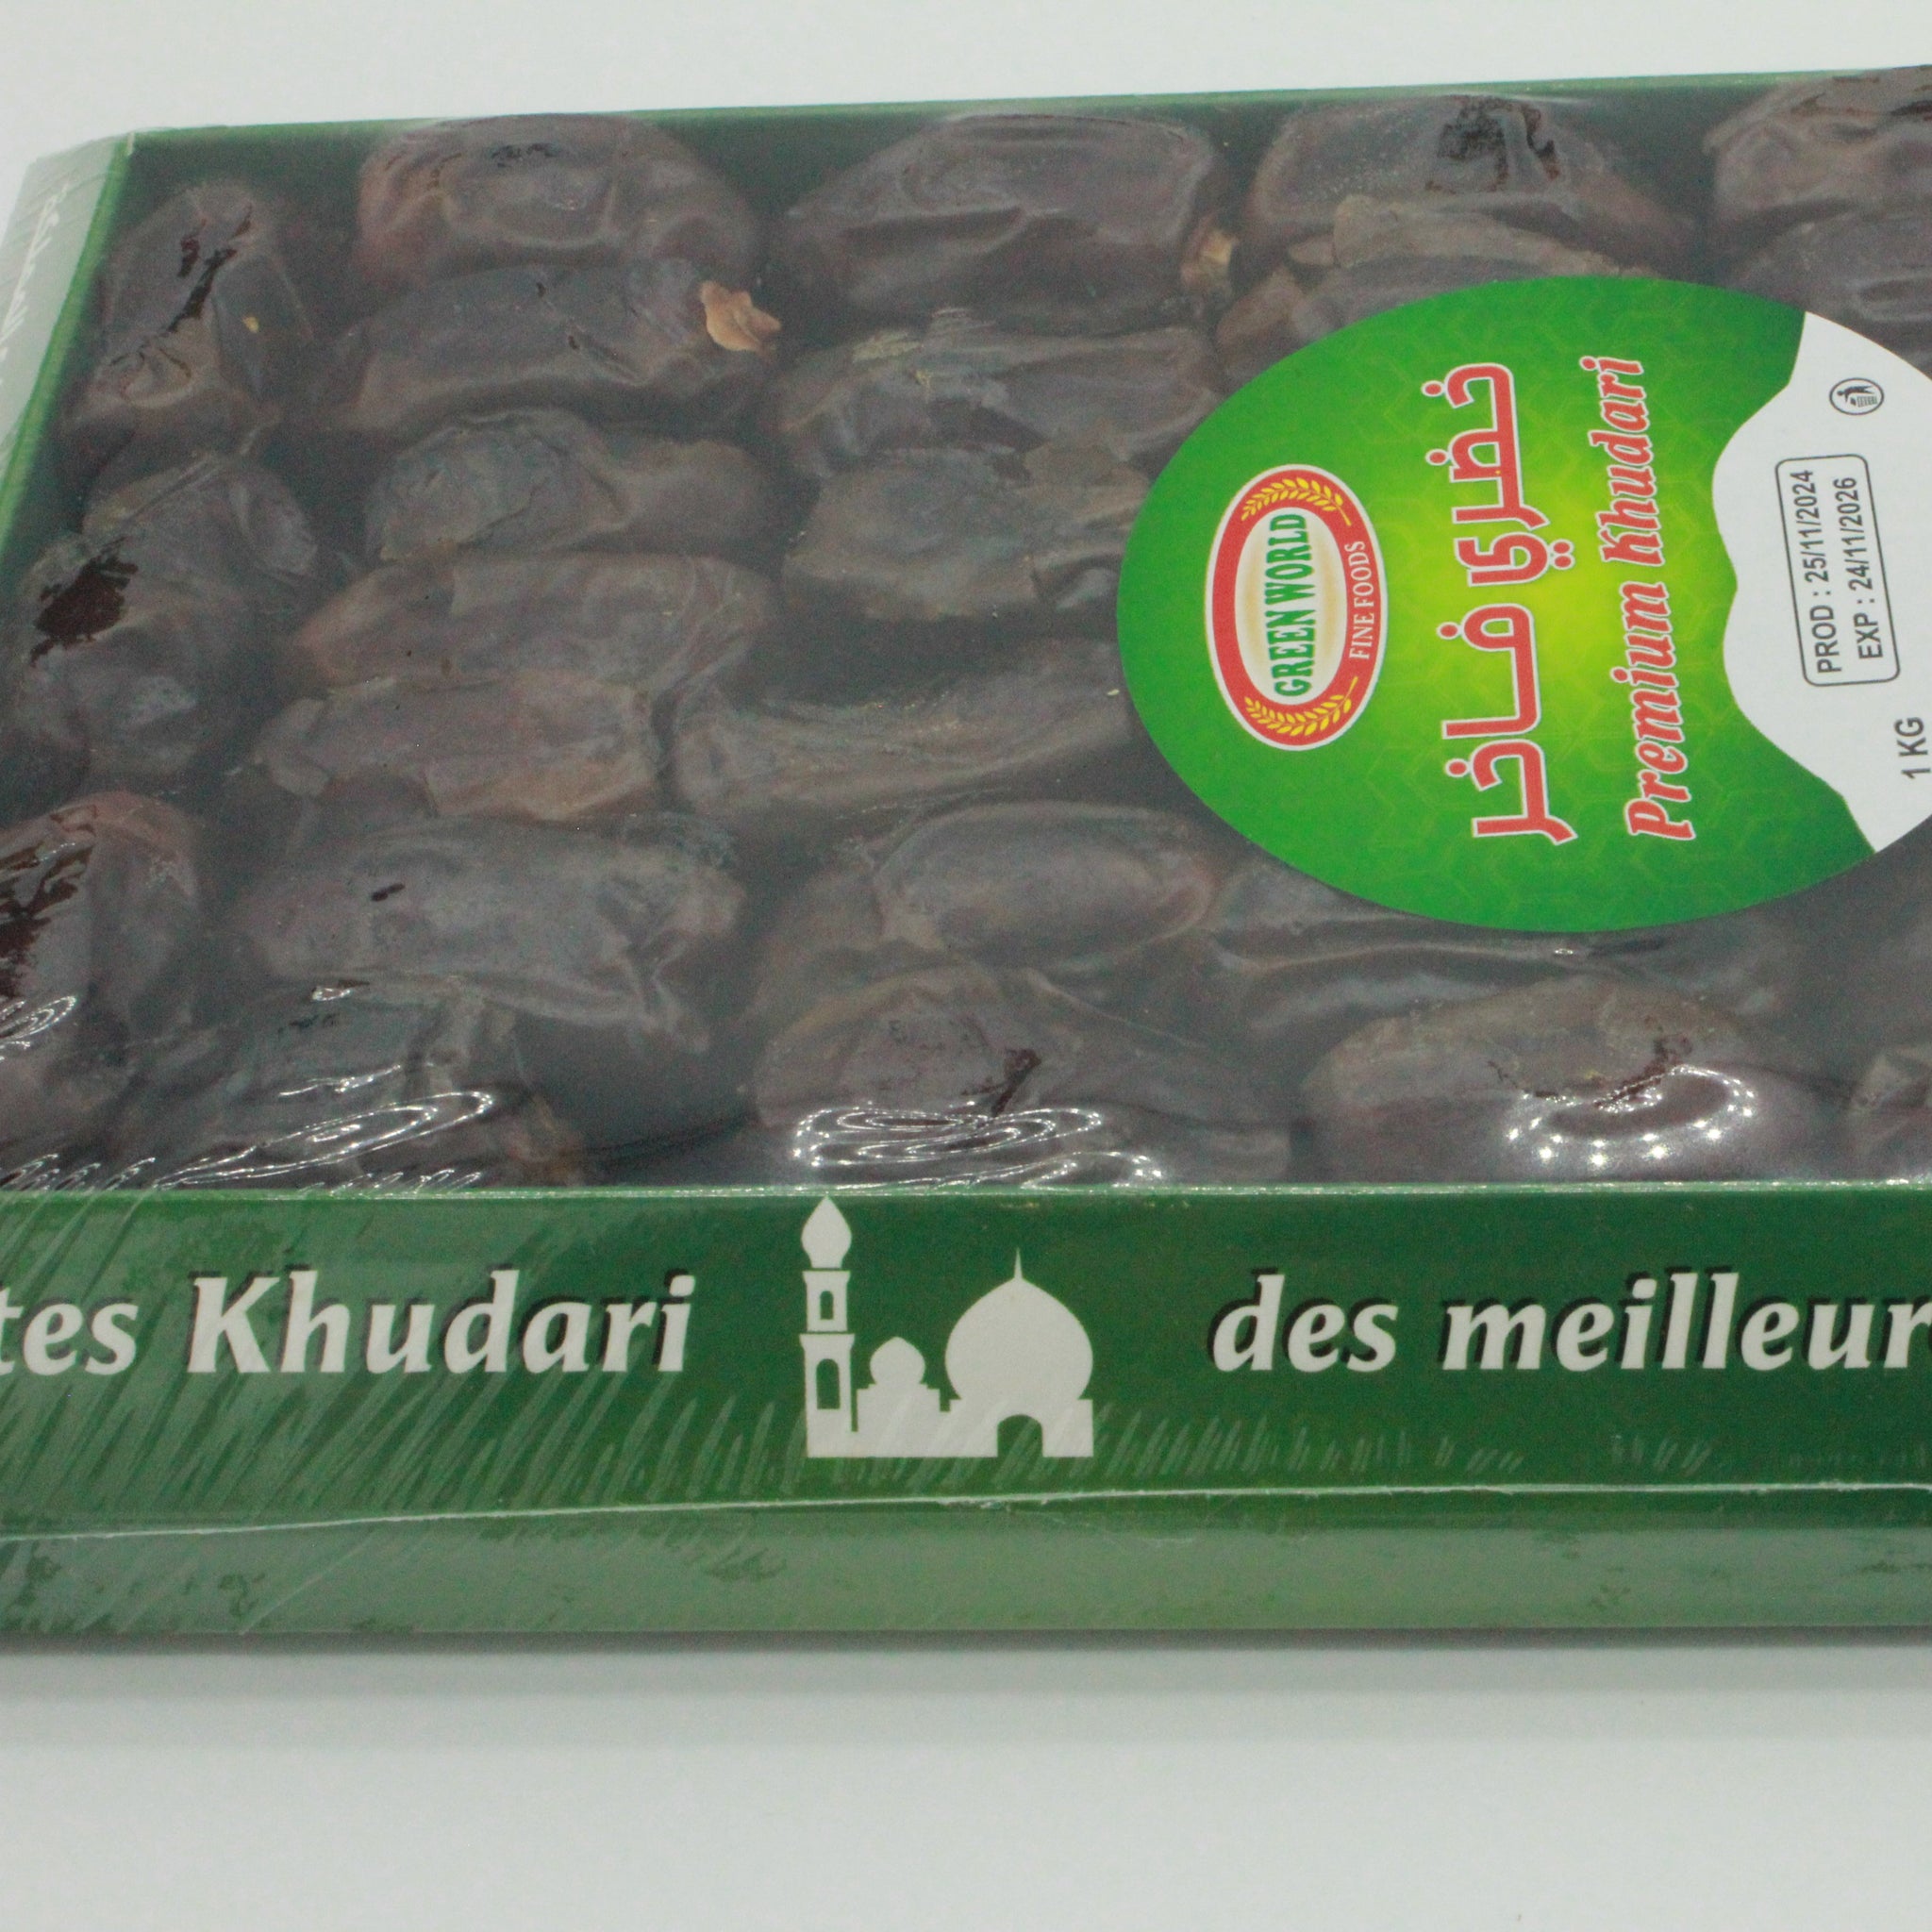 GREEN WORLD
FINE FOODS
خضري فاخر
Premium Khudari
PROD : 25/11/2024
EXP : 24/11/2026
1 KG
tes Khudari des meilleur